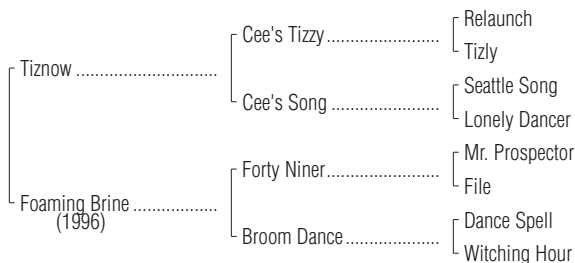 Relaunch
Cee's Tizzy
Tizly
Tiznow
Seattle Song
Cee's Song
Lonely Dancer
Mr. Prospector
Forty Niner
File
Foaming Brine
(1996)
Dance Spell
Broom Dance
Witching Hour